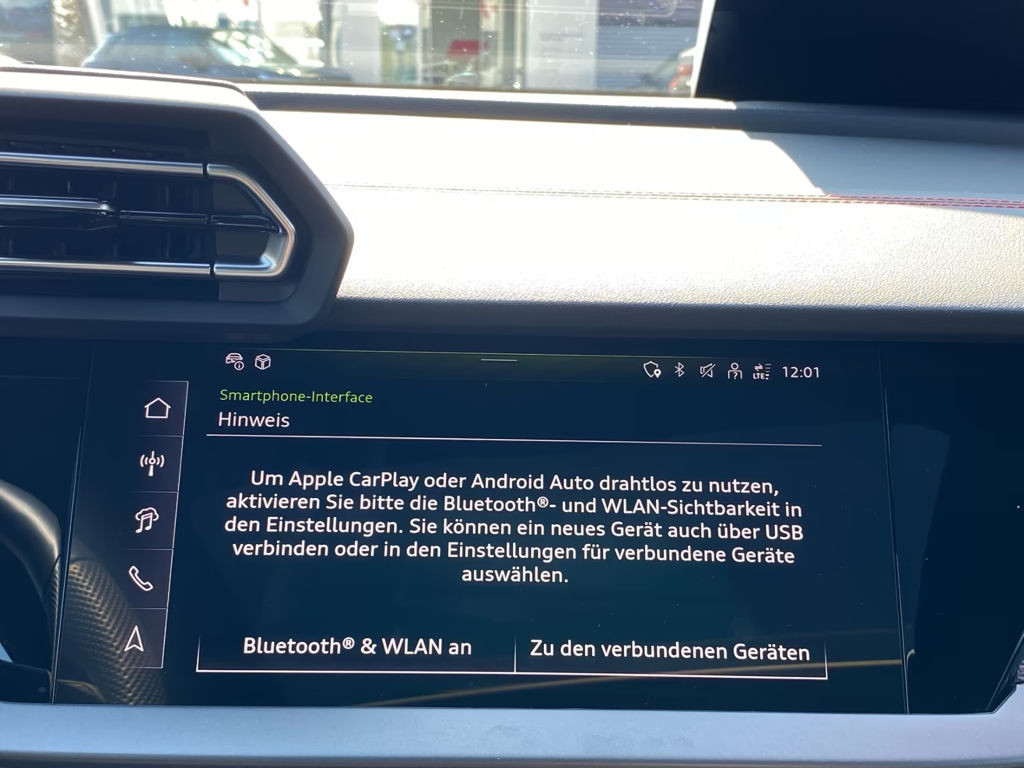 LTE 12:01
Smartphone-Interface
Hinweis
Um Apple CarPlay oder Android Auto drahtlos zu nutzen,
aktivieren Sie bitte die Bluetooth®- und WLAN-Sichtbarkeit in
den Einstellungen. Sie können ein neues Gerät auch über USB
verbinden oder in den Einstellungen für verbundene Geräte
auswählen.
Bluetooth® & WLAN an
Zu den verbundenen Geräten